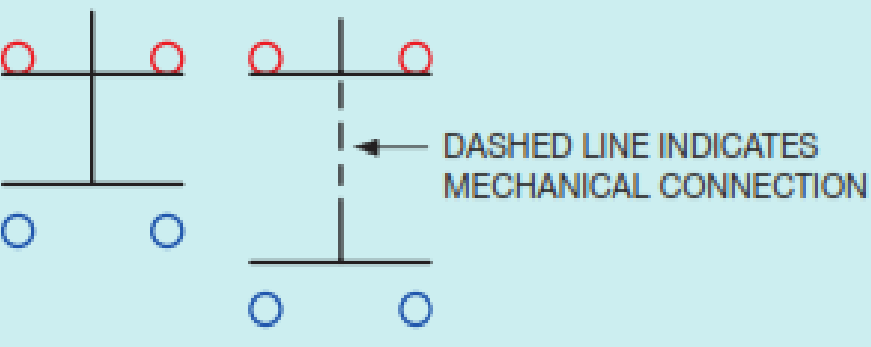 DASHED LINE INDICATES
MECHANICAL CONNECTION